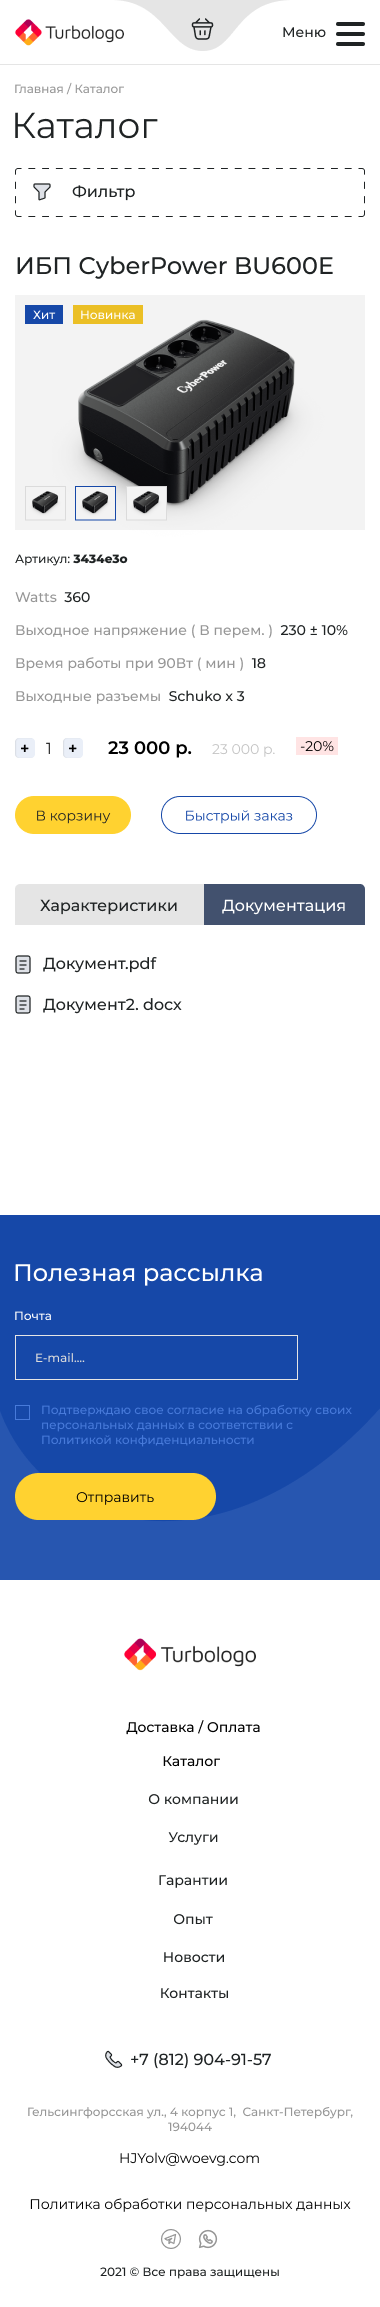 Turbologo
Меню
Главная / Каталог
Каталог
Фильтр
ИБП CyberPower BU600E
Хит
Новинка
CyberPower
Артикул: 3434e3o
Watts 360
Выходное напряжение ( В перем. ) 230 ± 10%
Время работы при 90Вт ( мин ) 18
Выходные разъемы Schuko x 3
+ 1 + 23 000 р. 23 000 р. -20%
В корзину
Быстрый заказ
Характеристики
Документация
Документ.pdf
Документ2. docx
Полезная рассылка
Почта
E-mail....
Подтверждаю свое согласие на обработку своих
персональных данных в соответствии с
Политикой конфиденциальности
Отправить
Turbologo
Доставка / Оплата
Каталог
О компании
Услуги
Гарантии
Опыт
Новости
Контакты
+7 (812) 904-91-57
Гельсингфорсская ул., 4 корпус 1, Санкт-Петербург,
194044
HJYolv@woevg.com
Политика обработки персональных данных
2021 © Все права защищены